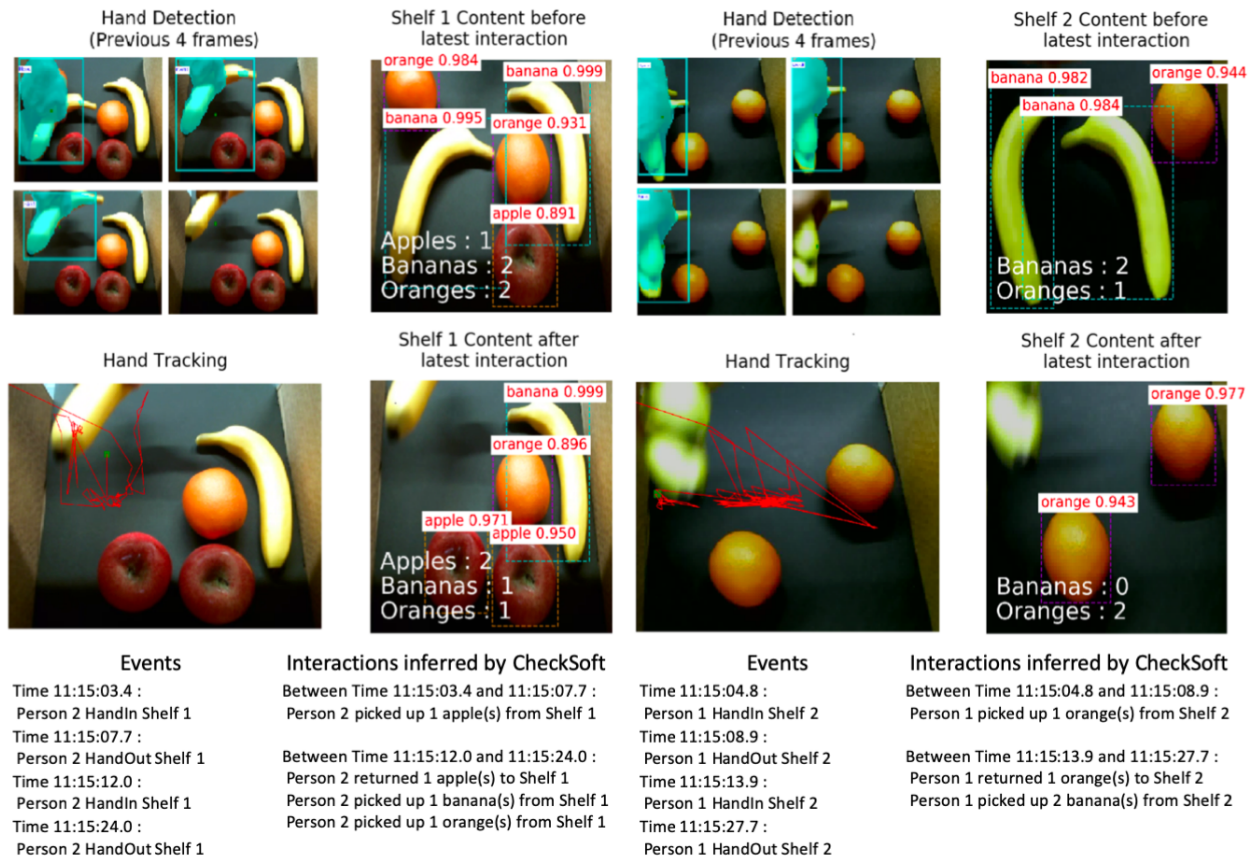 Hand Detection
(Previous 4 frames)
Shelf 1 Content before
latest interaction
orange 0.984
banana 0.999
banana 0.995
orange 0.931
apple 0.891
Apples : 1
Bananas : 2
Oranges : 2
Hand Tracking
Shelf 1 Content after
latest interaction
banana 0.999
orange 0.896
apple 0.971
apple 0.950
Apples : 2
Bananas : 1
Oranges : 1
Hand Detection
(Previous 4 frames)
Shelf 2 Content before
latest interaction
banana 0.982
orange 0.944
banana 0.984
Bananas : 2
Oranges : 1
Hand Tracking
Shelf 2 Content after
latest interaction
orange 0.977
orange 0.943
Bananas : 0
Oranges : 2
Events
Time 11:15:03.4 :
Person 2 HandIn Shelf 1
Time 11:15:07.7 :
Person 2 HandOut Shelf 1
Time 11:15:12.0 :
Person 2 HandIn Shelf 1
Time 11:15:24.0 :
Person 2 HandOut Shelf 1
Interactions inferred by CheckSoft
Between Time 11:15:03.4 and 11:15:07.7 :
Person 2 picked up 1 apple(s) from Shelf 1
Between Time 11:15:12.0 and 11:15:24.0 :
Person 2 returned 1 apple(s) to Shelf 1
Person 2 picked up 1 banana(s) from Shelf 1
Person 2 picked up 1 orange(s) from Shelf 1
Events
Time 11:15:04.8 :
Person 1 HandIn Shelf 2
Time 11:15:08.9 :
Person 1 HandOut Shelf 2
Time 11:15:13.9 :
Person 1 HandIn Shelf 2
Time 11:15:27.7 :
Person 1 HandOut Shelf 2
Interactions inferred by CheckSoft
Between Time 11:15:04.8 and 11:15:08.9 :
Person 1 picked up 1 orange(s) from Shelf 2
Between Time 11:15:13.9 and 11:15:27.7 :
Person 1 returned 1 orange(s) to Shelf 2
Person 1 picked up 2 banana(s) from Shelf 2